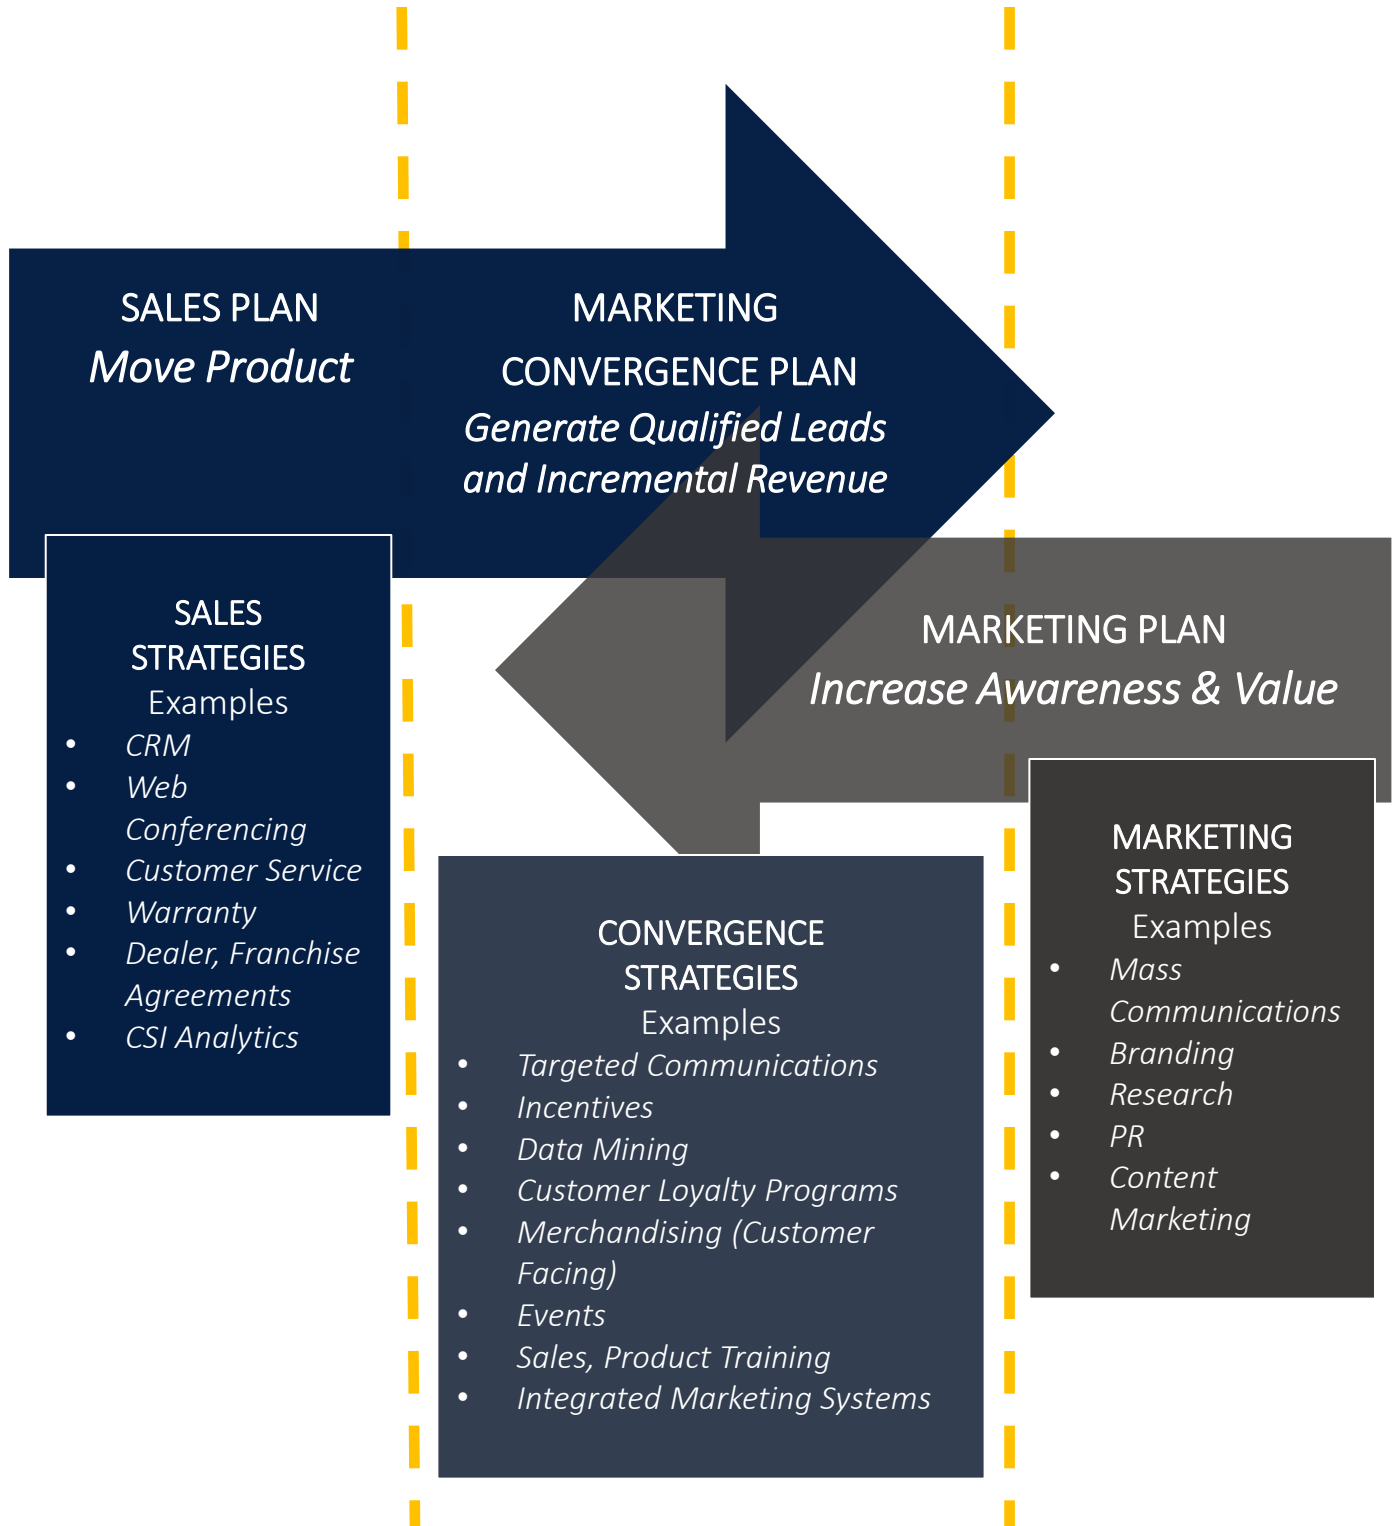 SALES PLAN
Move Product
MARKETING
CONVERGENCE PLAN
Generate Qualified Leads
and Incremental Revenue
MARKETING PLAN
Increase Awareness & Value
SALES
STRATEGIES
Examples
• CRM
• Web
Conferencing
• Customer Service
• Warranty
• Dealer, Franchise
Agreements
• CSI Analytics
CONVERGENCE
STRATEGIES
Examples
• Targeted Communications
• Incentives
• Data Mining
• Customer Loyalty Programs
• Merchandising (Customer
Facing)
• Events
• Sales, Product Training
• Integrated Marketing Systems
MARKETING
STRATEGIES
Examples
• Mass
Communications
• Branding
• Research
• PR
• Content
Marketing